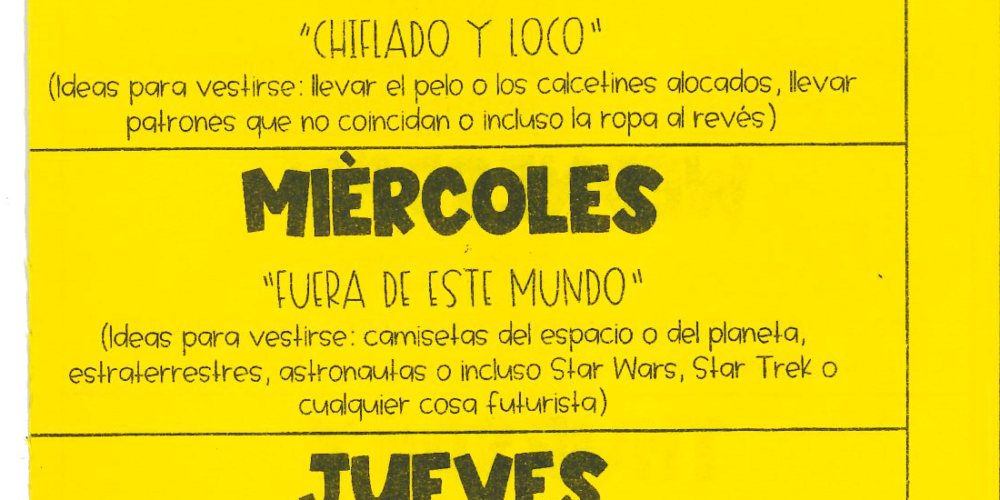 "CHIFLADO Y LOCO"
(Ideas para vestirse: llevar el pelo o los calcetines alocados, llevar
patrones que no coincidan o incluso la ropa al revés)
MIÈRCOLES
"FUERA DE ESTE MUNDO"
(Ideas para vestirse: camisetas del espacio o del planeta,
estraterrestres, astronautas o incluso Star Wars, Star Trek o
cualquier cosa futurista)
JUEVES